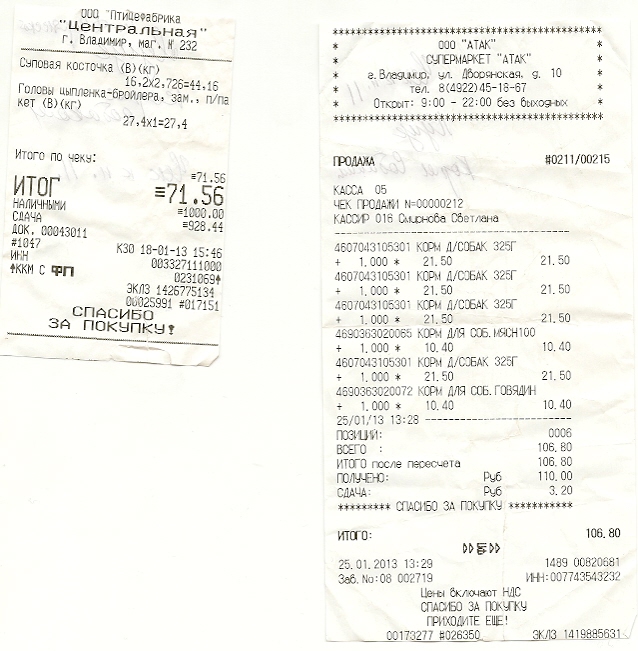 ООО "Птицефабрика
"Центральная"
г. Владимир, маг. № 232
Суповая косточка (В)(кг)
16,2x2,726=44,16
Головы цыпленка-бройлера, зам., п/па
кет (В)(кг)
27,4x1=27,4
Итого по чеку:
≡71.56
ИТОГ ≡71.56
НАЛИЧНЫМИ ≡1000.00
СДАЧА ≡928.44
ДОК. 00043011
#1047 К30 18-01-13 15:46
ИНН 003327111000
ККМ С ФП 0231069
ЭКЛЗ 1426775134
00025991 #017151
СПАСИБО
ЗА ПОКУПКУ!
ООО "АТАК"
СУПЕРМАРКЕТ "АТАК"
г. Владимир, ул. Дворянская, д. 10
тел. 8(4922)45-18-67
Открыт: 9:00 - 22:00 без выходных
ПРОДАЖА #0211/00215
КАССА 05
ЧЕК ПРОДАЖИ N=00000212
КАССИР 016 Смирнова Светлана
4607043105301 КОРМ Д/СОБАК 325Г
+ 1.000 * 21.50 21.50
4607043105301 КОРМ Д/СОБАК 325Г
+ 1.000 * 21.50 21.50
4607043105301 КОРМ Д/СОБАК 325Г
+ 1.000 * 21.50 21.50
4690363020065 КОРМ ДЛЯ СОБ.МЯСН100
+ 1.000 * 10.40 10.40
4607043105301 КОРМ Д/СОБАК 325Г
+ 1.000 * 21.50 21.50
4690363020072 КОРМ ДЛЯ СОБ.ГОВЯДИН
+ 1.000 * 10.40 10.40
25/01/13 13:28
ПОЗИЦИЙ: 0006
ВСЕГО : 106.80
ИТОГО после пересчета 106.80
ПОЛУЧЕНО: Руб 110.00
СДАЧА: Руб 3.20
********* СПАСИБО ЗА ПОКУПКУ ***********
ИТОГО: 106.80
25.01.2013 13:29 1489 00820681
Заб.No:08 002719 ИНН:007743543232
Цены включают НДС
СПАСИБО ЗА ПОКУПКУ
ПРИХОДИТЕ ЕЩЕ!
00173277 #026350 ЭКЛЗ 1419885631